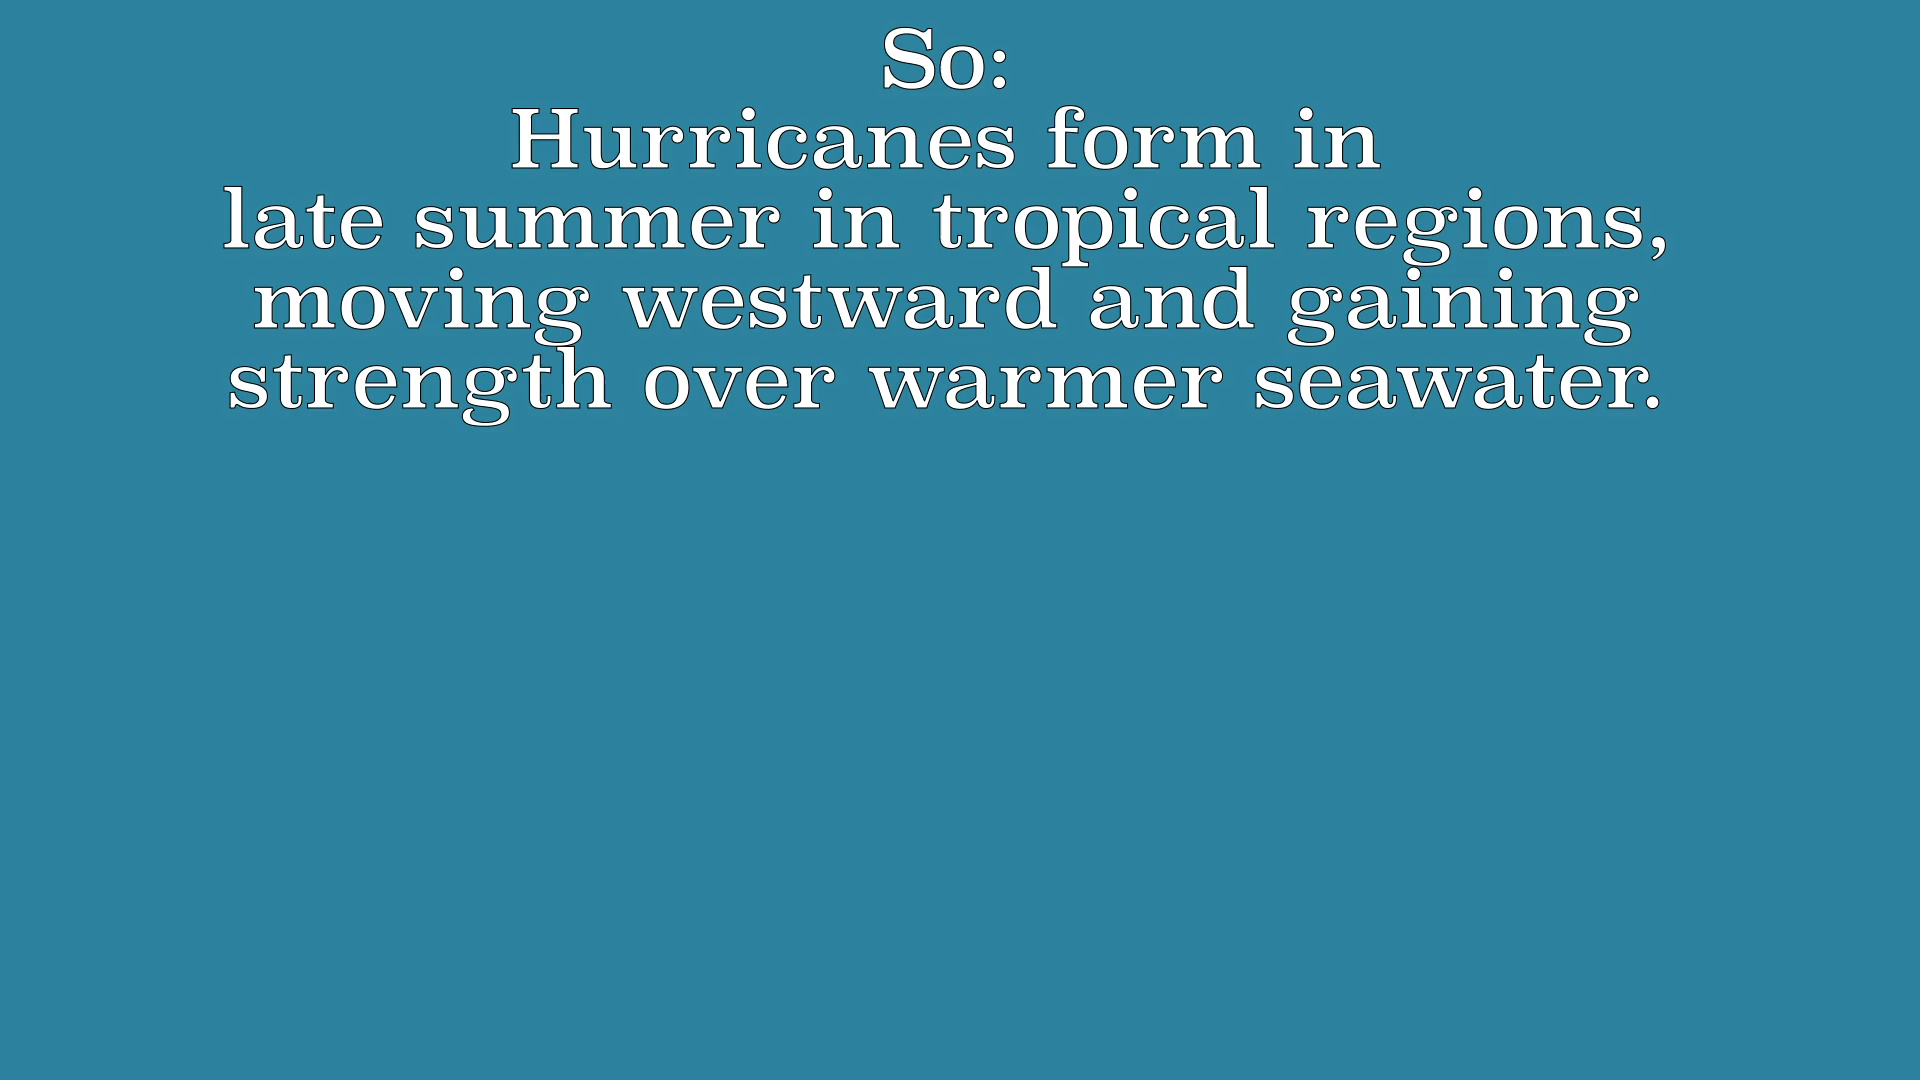 So:
Hurricanes form in
late summer in tropical regions,
moving westward and gaining
strength over warmer seawater.